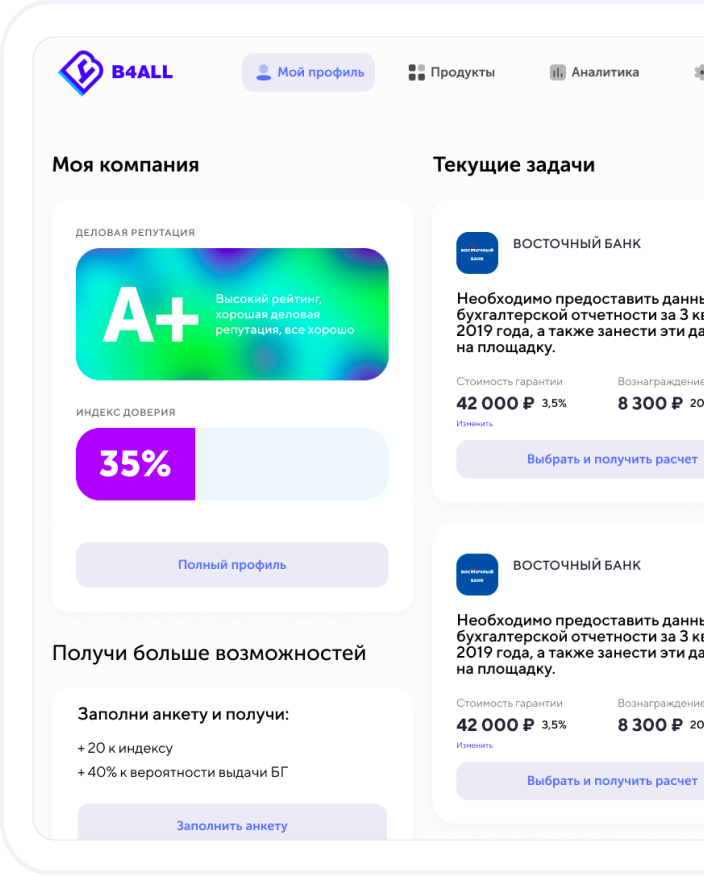 B4ALL
Мой профиль
Продукты
Аналитика
Моя компания
ДЕЛОВАЯ РЕПУТАЦИЯ
A+
Высокий рейтинг,
хорошая деловая
репутация, все хорошо
ИНДЕКС ДОВЕРИЯ
35%
Полный профиль
Получи больше возможностей
Заполни анкету и получи:
+ 20 к индексу
+ 40% к вероятности выдачи БГ
Заполнить анкету
Текущие задачи
ВОСТОЧНЫЙ
БАНК
ВОСТОЧНЫЙ БАНК
Необходимо предоставить данны
бухгалтерской отчетности за 3 кв
2019 года, а также занести эти да
на площадку.
Стоимость гарантии
Вознаграждение
42 000 ₽ 3,5%
8 300 ₽ 20
Изменить
Выбрать и получить расчет
ВОСТОЧНЫЙ
БАНК
ВОСТОЧНЫЙ БАНК
Необходимо предоставить данны
бухгалтерской отчетности за 3 кв
2019 года, а также занести эти да
на площадку.
Стоимость гарантии
Вознаграждение
42 000 ₽ 3,5%
8 300 ₽ 20
Изменить
Выбрать и получить расчет